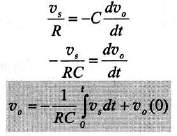 v_s/R = -C dv_o/dt
-v_s/RC = dv_o/dt
v_o = -1/RC ∫_0^t v_s dt + v_o(0)